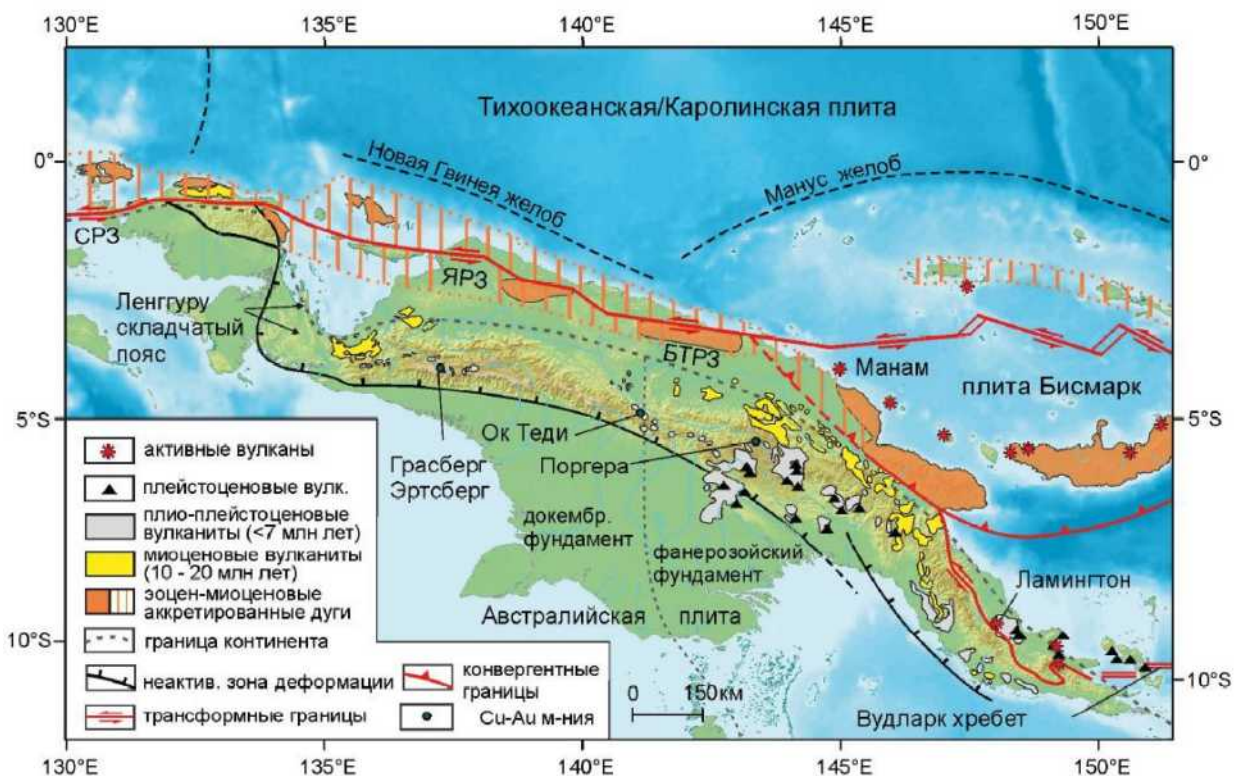 130°E
135°E
140°E
145°E
150°E
Тихоокеанская/Каролинская плита
0°
0°
Новая Гвинея желоб
Манус желоб
СРЗ
ЯРЗ
Ленггуру
складчатый
пояс
БТРЗ
Манам
плита Бисмарк
5°S
5°S
Ок Теди
Поргера
Грасберг
Эртсберг
докембр.
фундамент
фанерозойский
фундамент
Ламингтон
Австралийская плита
10°S
10°S
0 150км
Вудларк хребет
активные вулканы
плейстоценовые вулк.
плио-плейстоценовые
вулканиты (<7 млн лет)
миоценовые вулканиты
(10 - 20 млн лет)
эоцен-миоценовые
аккретированные дуги
граница континента
неактив. зона деформации
трансформные границы
конвергентные
границы
Cu-Au м-ния
130°E
135°E
140°E
145°E
150°E